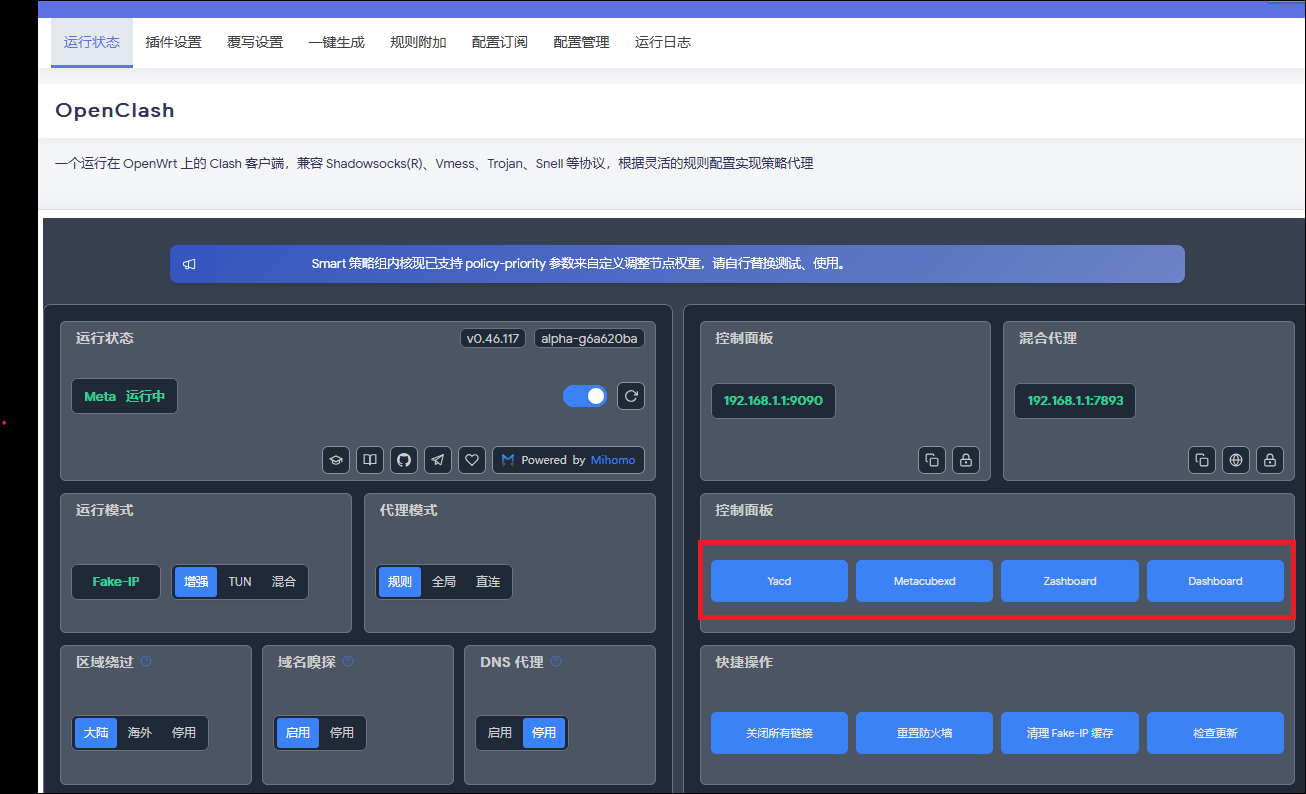 运行状态 插件设置 覆写设置 一键生成 规则附加 配置订阅 配置管理 运行日志
OpenClash
一个运行在 OpenWrt 上的 Clash 客户端，兼容 Shadowsocks(R)、Vmess、Trojan、Snell 等协议，根据灵活的规则配置实现策略代理
Smart 策略组内核现已支持 policy-priority 参数来自定义调整节点权重，请自行替换测试、使用。
运行状态 v0.46.117 alpha-g6a620ba
Meta 运行中
Powered by Mihomo
控制面板
192.168.1.1:9090
混合代理
192.168.1.1:7893
运行模式
Fake-IP 增强 TUN 混合
代理模式
规则 全局 直连
控制面板
Yacd Metacubexd Zashboard Dashboard
区域绕过
大陆 海外 停用
域名嗅探
启用 停用
DNS 代理
启用 停用
快捷操作
关闭所有链接 重置防火墙 清理 Fake-IP 缓存 检查更新